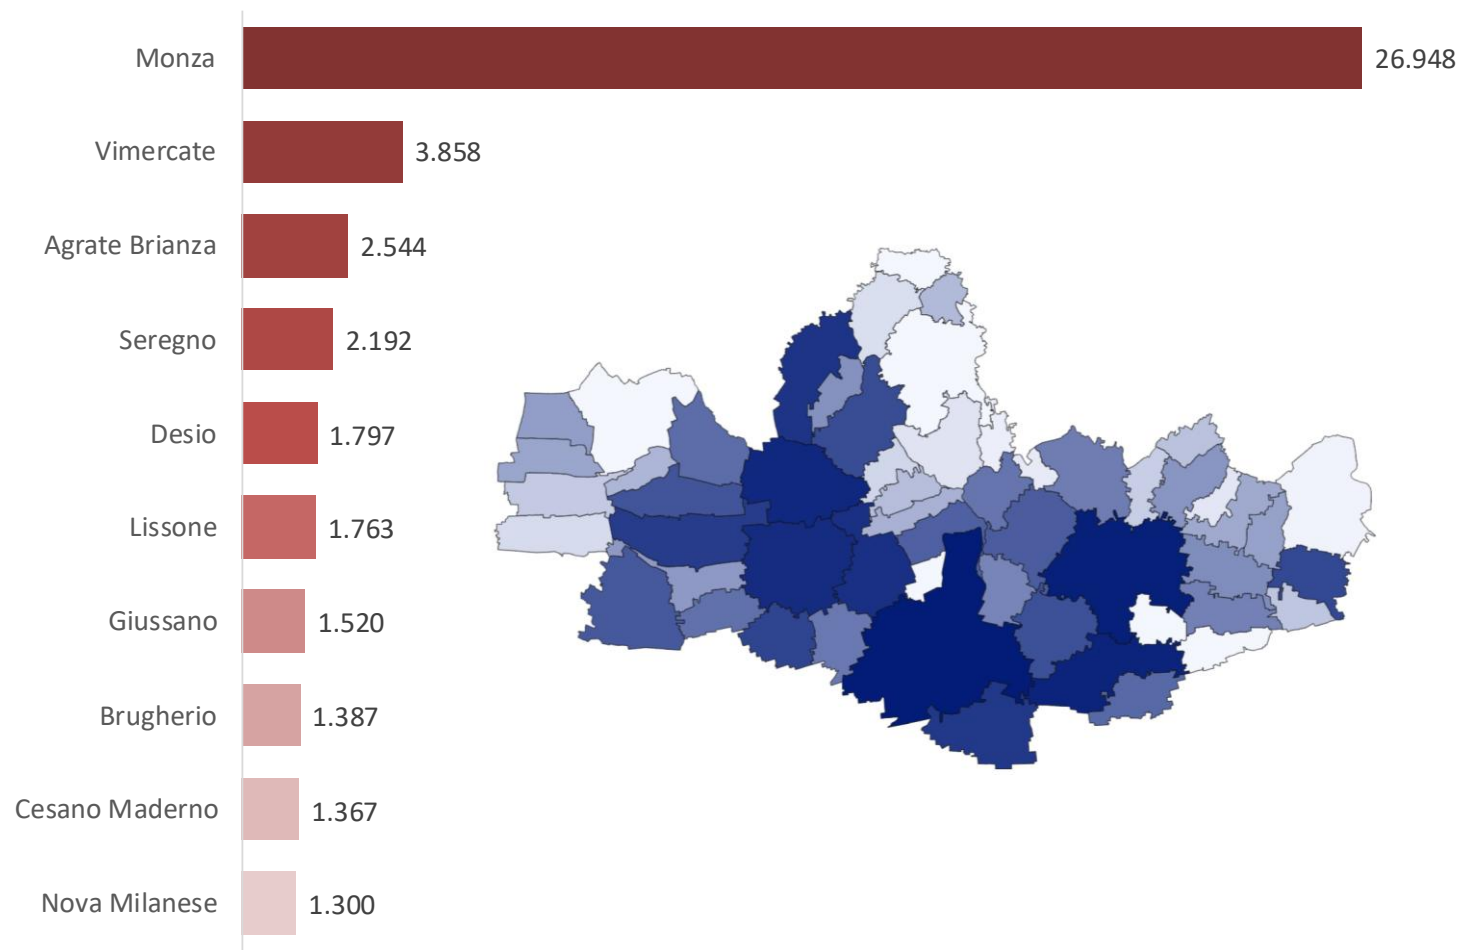 Monza 26.948
Vimercate 3.858
Agrate Brianza 2.544
Seregno 2.192
Desio 1.797
Lissone 1.763
Giussano 1.520
Brugherio 1.387
Cesano Maderno 1.367
Nova Milanese 1.300